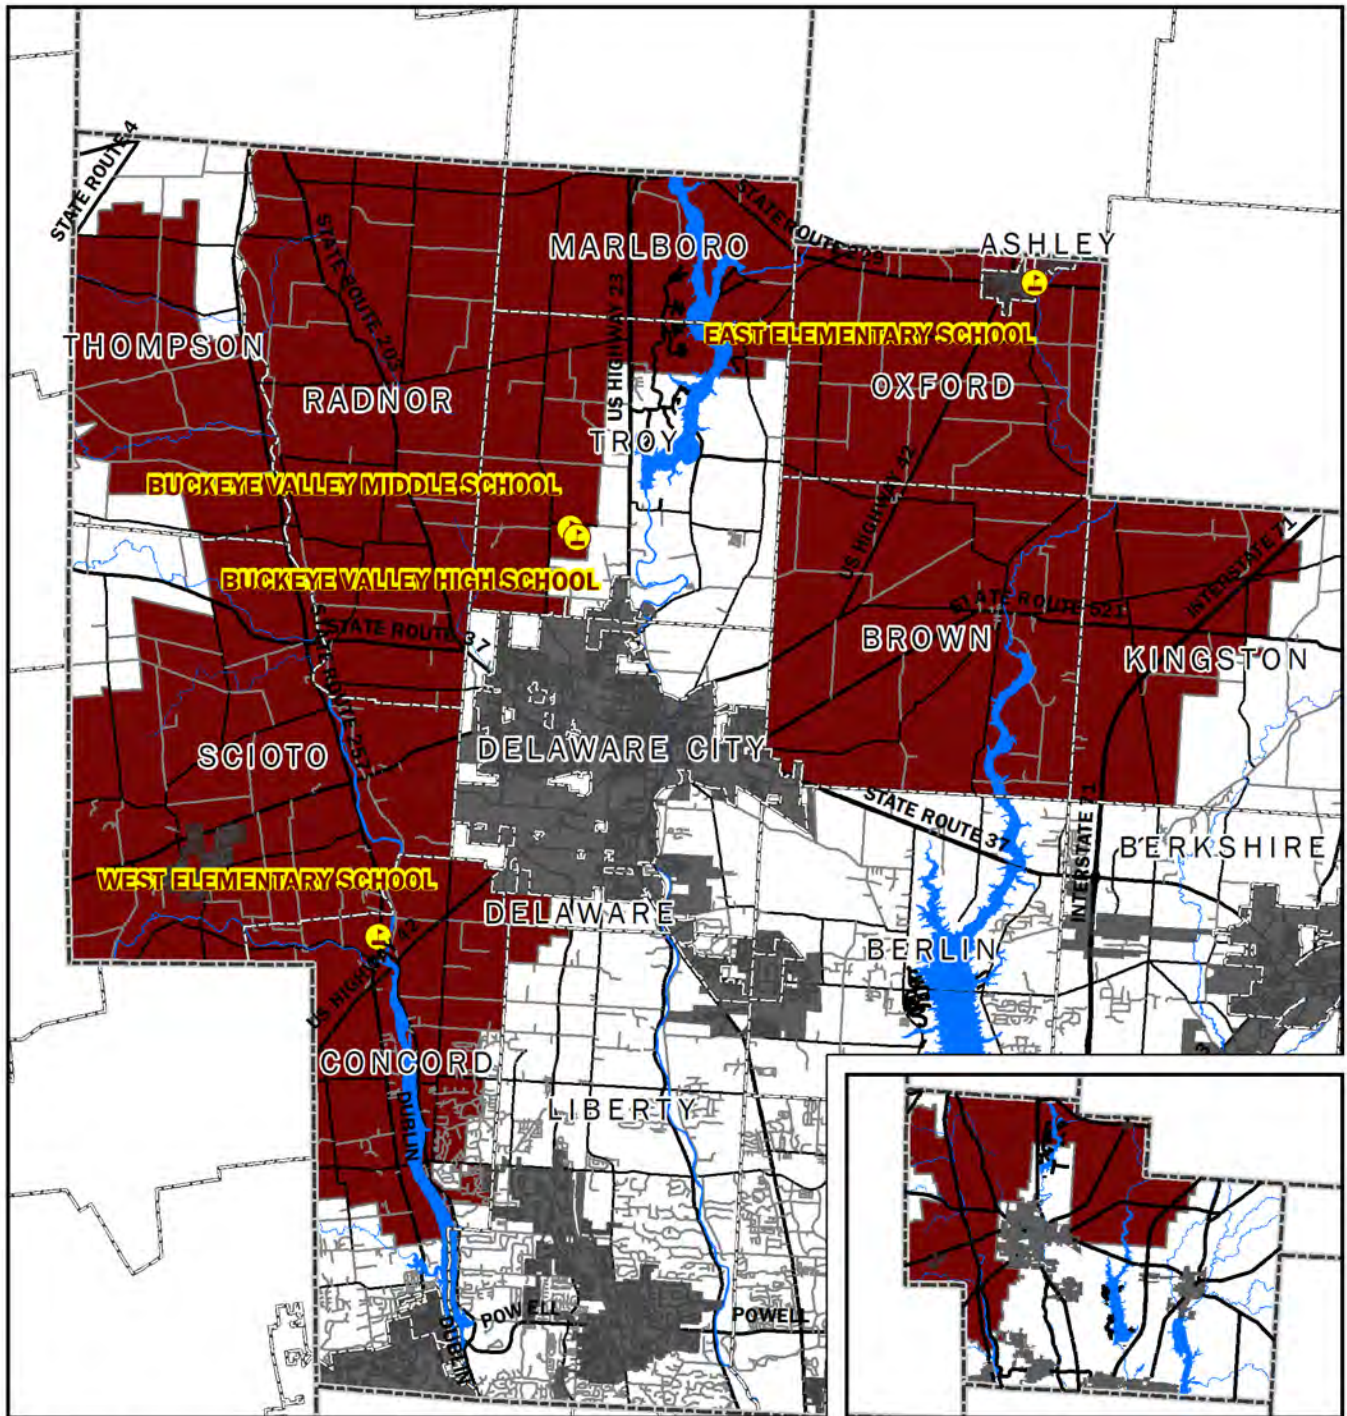 STATE ROUTE 4
STATE ROUTE 229
ASHLEY
MARLBORO
STATE ROUTE 203
US HIGHWAY 23
EAST ELEMENTARY SCHOOL
THOMPSON
RADNOR
OXFORD
TROY
US HIGHWAY 42
BUCKEYE VALLEY MIDDLE SCHOOL
INTERSTATE 71
BUCKEYE VALLEY HIGH SCHOOL
STATE ROUTE 521
STATE ROUTE 37
BROWN
KINGSTON
STATE ROUTE 257
SCIOTO
DELAWARE CITY
STATE ROUTE 37
INTERSTATE 71
BERKSHIRE
WEST ELEMENTARY SCHOOL
DELAWARE
BERLIN
US HIGHWAY 42
CONCORD
DUBLIN
LIBERTY
POWELL
POWELL
DUBLIN